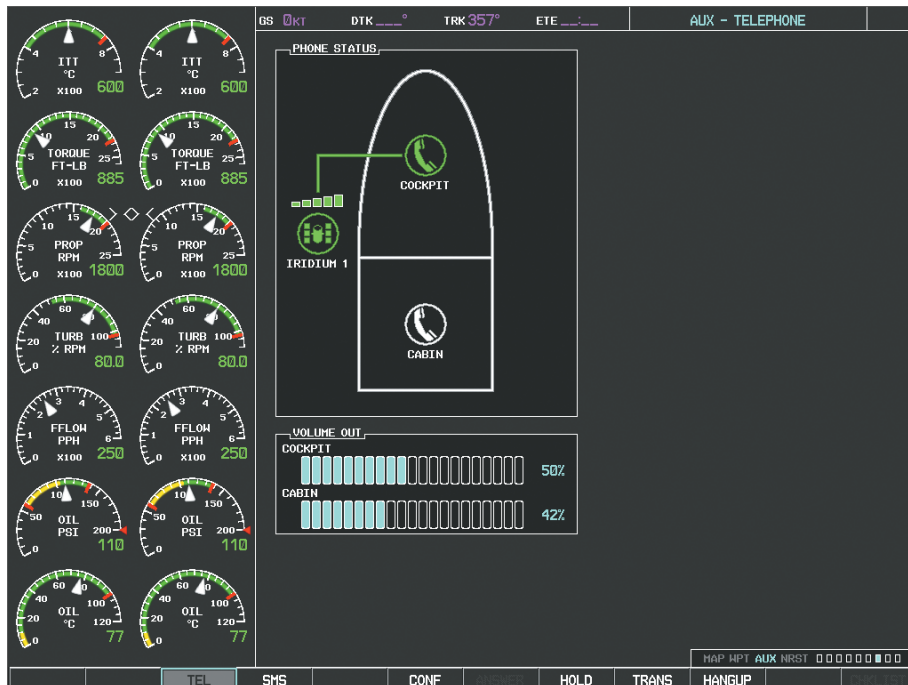 GS 0KT DTK ___° TRK 357° ETE __:__ AUX - TELEPHONE
4 8 2
ITT
°C
X100 600
4 8 2
ITT
°C
X100 600
0 5 10 15 20 25
TORQUE
FT-LB
X100 885
0 5 10 15 20 25
TORQUE
FT-LB
X100 885
0 5 10 15 20 25
PROP
RPM
X100 1800
0 5 10 15 20 25
PROP
RPM
X100 1800
0 20 40 60 100
TURB
% RPM 80.0
0 20 40 60 100
TURB
% RPM 80.0
0 1 2 3 4 5 6
FFLOW
PPH
X100 250
0 1 2 3 4 5 6
FFLOW
PPH
X100 250
0 50 150 200
OIL
PSI 110
0 50 150 200
OIL
PSI 110
0 20 40 60 100 120
OIL
°C 77
0 20 40 60 100 120
OIL
°C 77
PHONE STATUS
COCKPIT
IRIDIUM 1
CABIN
VOLUME OUT
COCKPIT
50%
CABIN
42%
MAP WPT AUX NRST
TEL SMS CONF ANSWER HOLD TRANS HANGUP CHKLIST